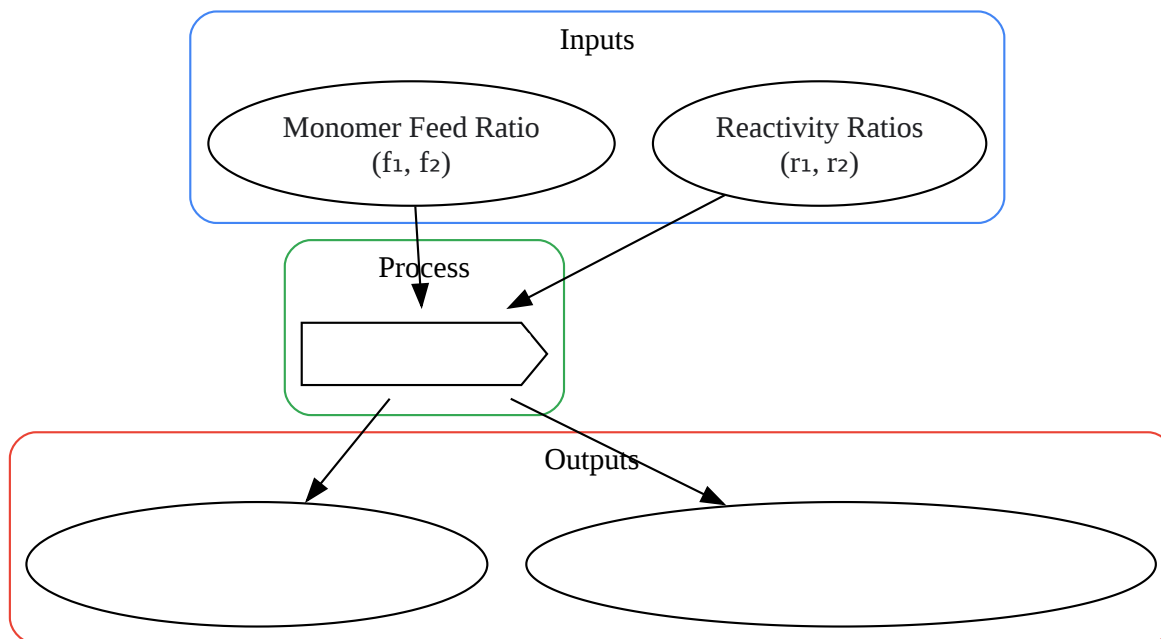 Inputs
Monomer Feed Ratio
(f₁, f₂)
Reactivity Ratios
(r₁, r₂)
Process
Outputs